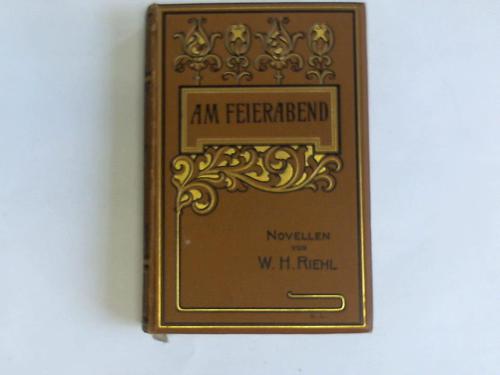 AM FEIERABEND
NOVELLEN
VON
W. H. RIEHL